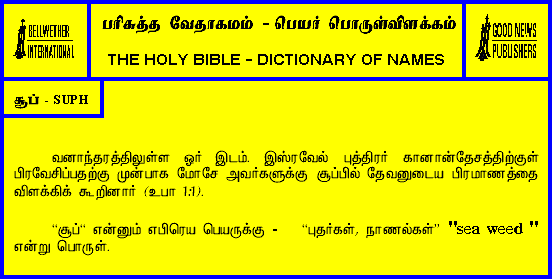 BELLWETHER
INTERNATIONAL
பரிசுத்த வேதாகமம் - பெயர் பொருள்விளக்கம்
THE HOLY BIBLE - DICTIONARY OF NAMES
GOOD NEWS
PUBLISHERS
சூப் - SUPH
வனாந்தரத்திலுள்ள ஓர் இடம். இஸ்ரவேல் புத்திரர் கானான்தேசத்திற்குள்
பிரவேசிப்பதற்கு முன்பாக மோசே அவர்களுக்கு சூப்பில் தேவனுடைய பிரமாணத்தை
விளக்கிக் கூறினார் (உபா 1:1).
"சூப்" என்னும் எபிரெய பெயருக்கு - "புதர்கள், நாணல்கள்" "sea weed "
என்று பொருள்.